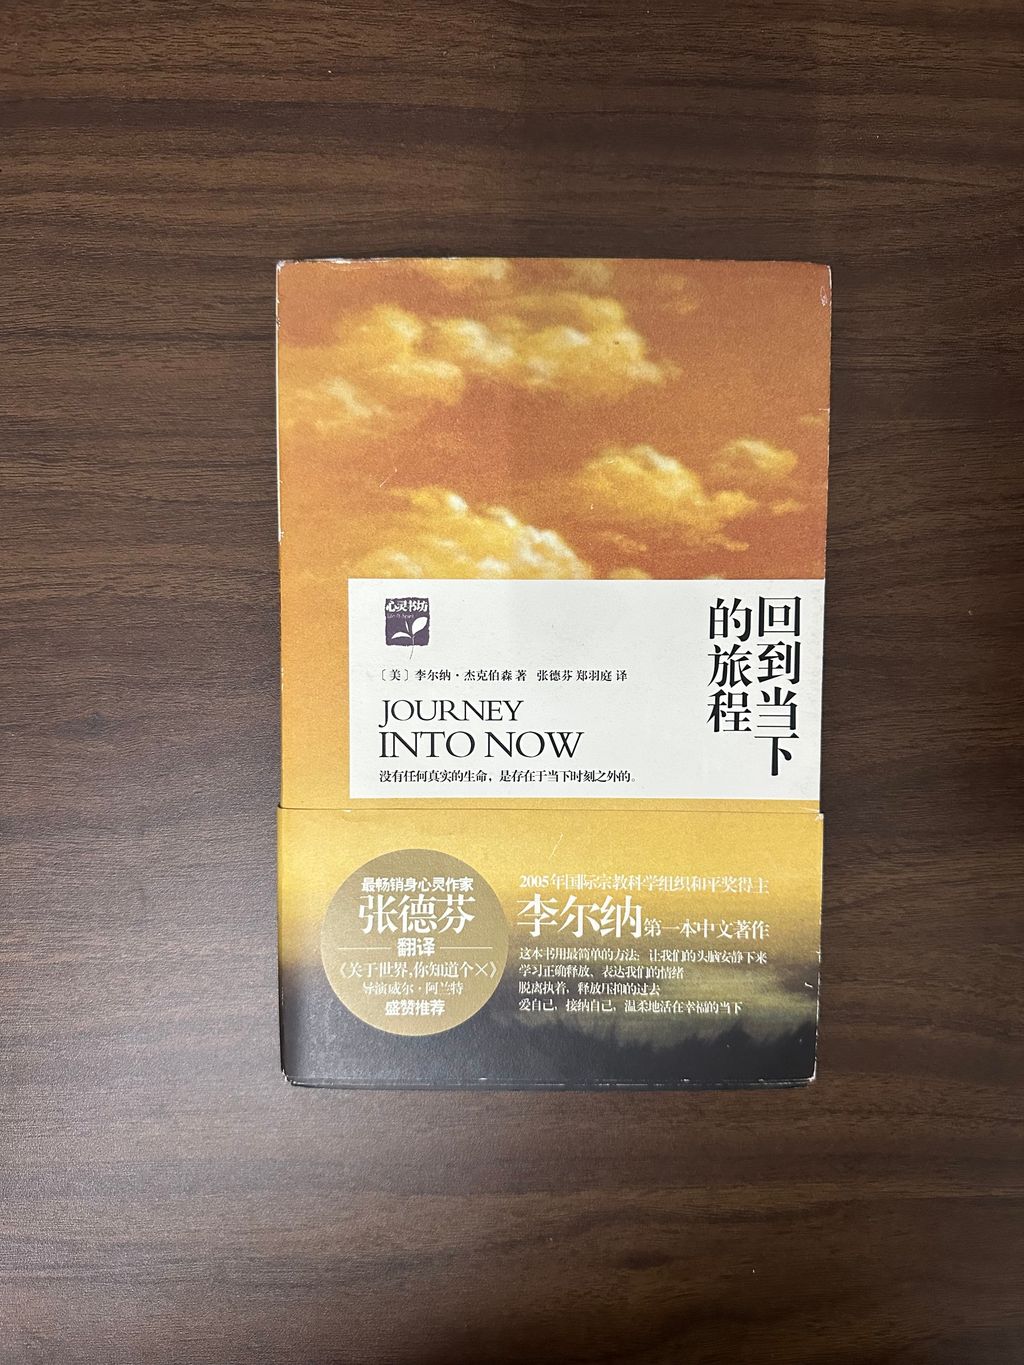 心灵书坊
回到当下
的旅程
〔美〕李尔纳·杰克伯森 著 张德芬 郑羽庭 译
JOURNEY
INTO NOW
没有任何真实的生命，是存在于当下时刻之外的。
最畅销身心灵作家
张德芬
翻译
《关于世界,你知道个×》
导演威尔·阿兰特
盛赞推荐
2005年国际宗教科学组织和平奖得主
李尔纳第一本中文著作
这本书用最简单的方法，让我们的头脑安静下来
学习正确释放、表达我们的情绪
脱离执着，释放压抑的过去
爱自己，接纳自己，温柔地活在幸福的当下